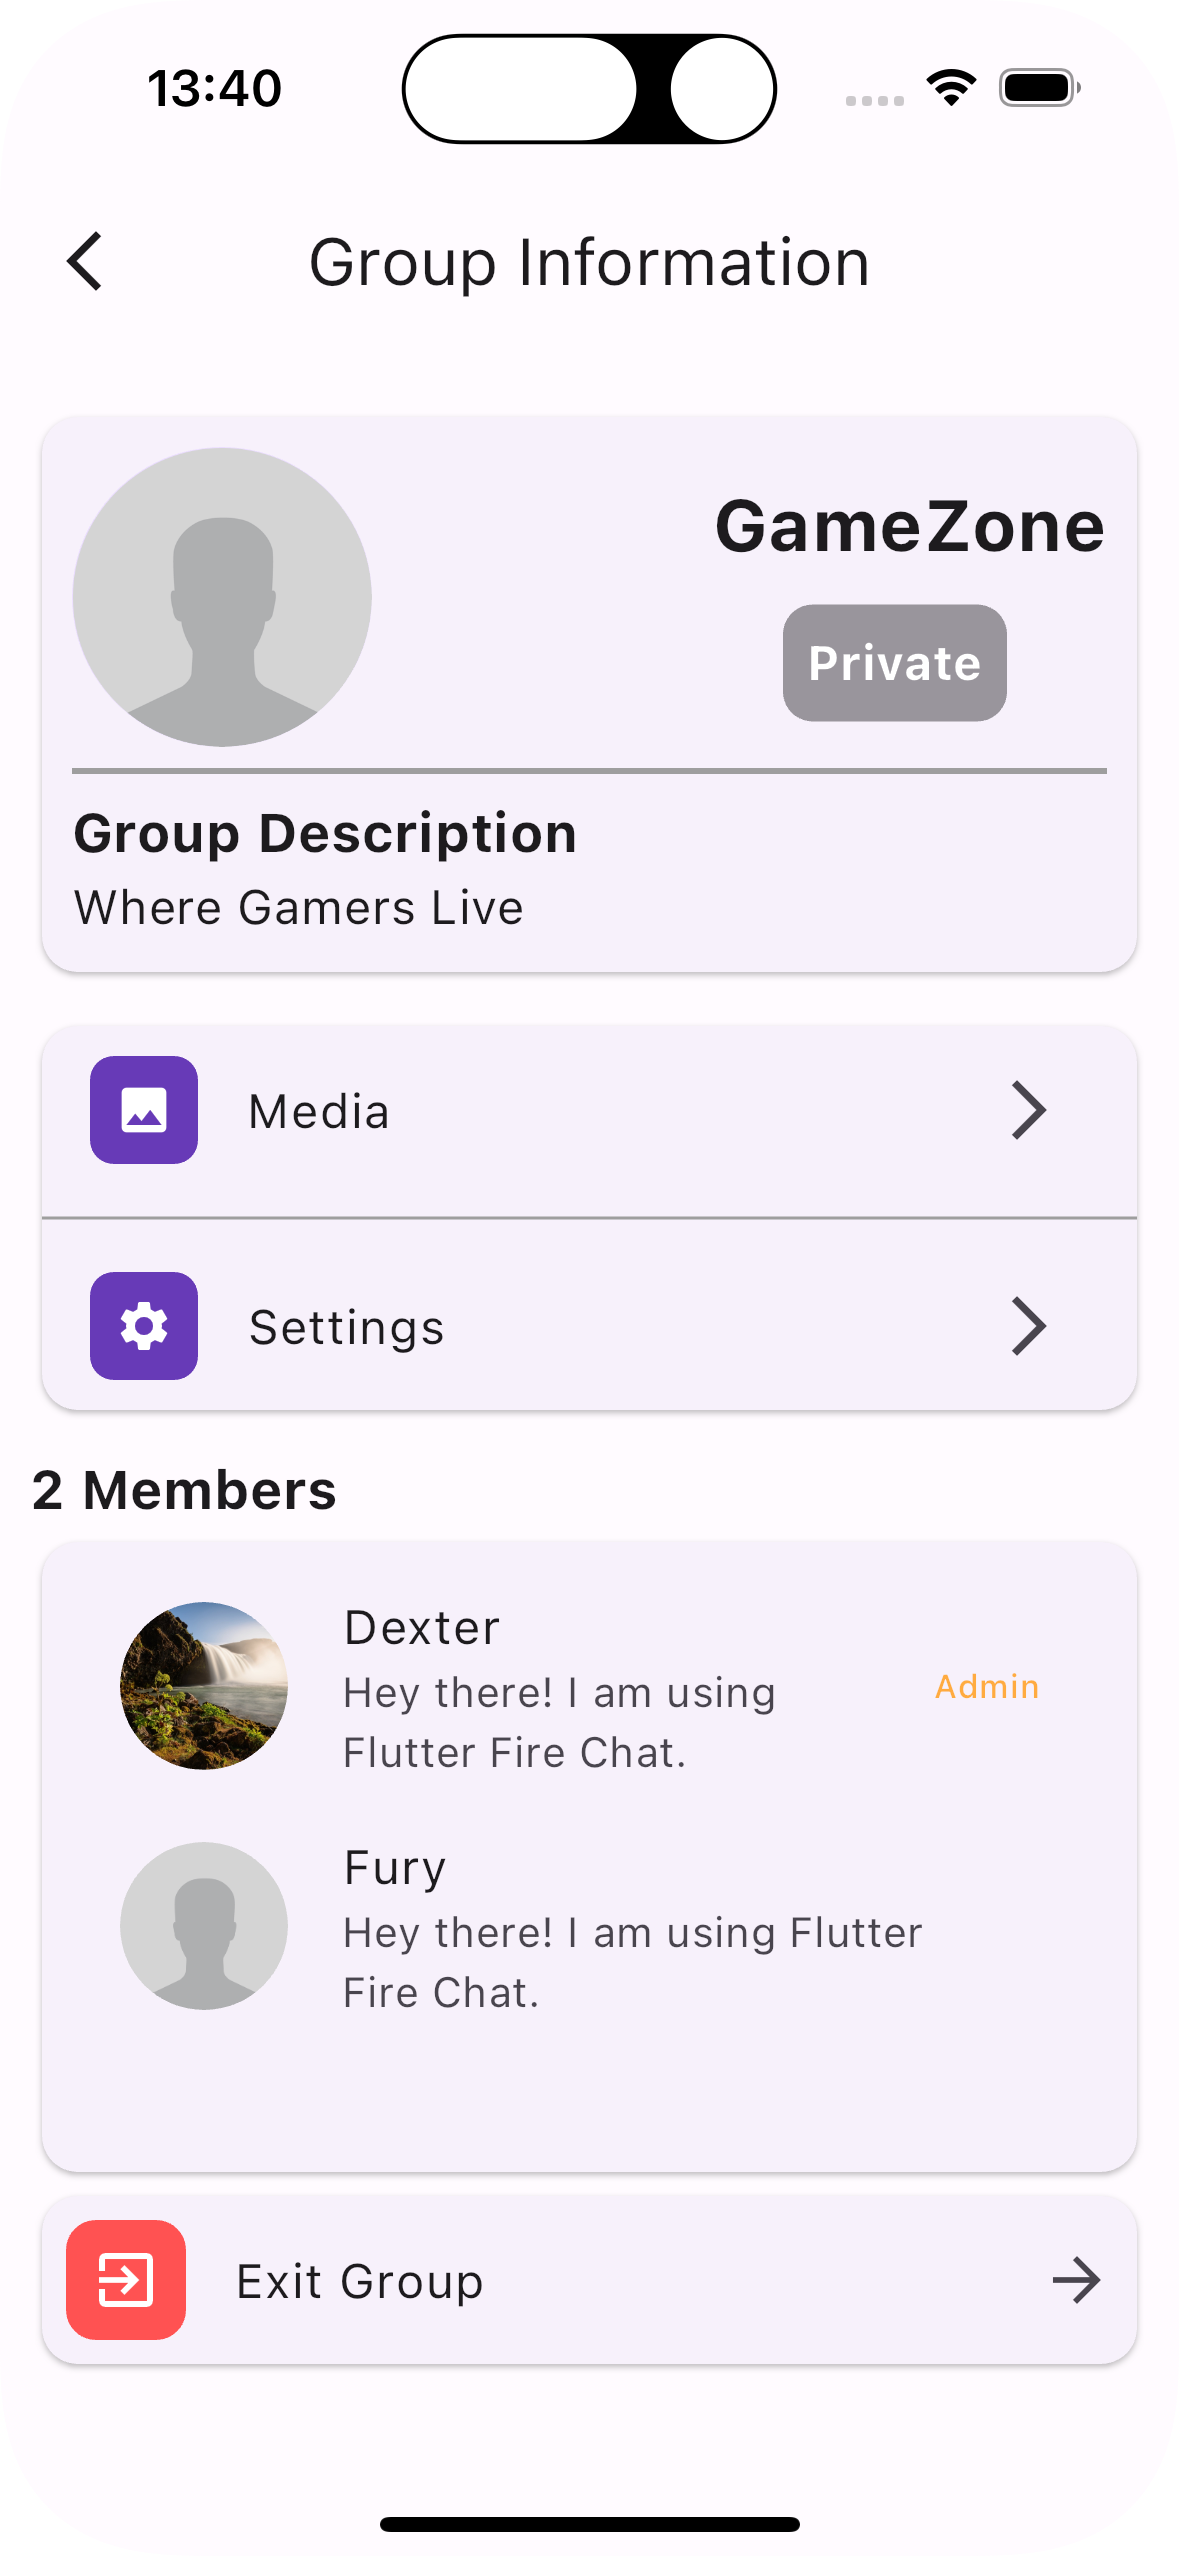 13:40
Group Information
GameZone
Private
Group Description
Where Gamers Live
Media
Settings
2 Members
Dexter
Hey there! I am using
Flutter Fire Chat.
Admin
Fury
Hey there! I am using Flutter
Fire Chat.
Exit Group